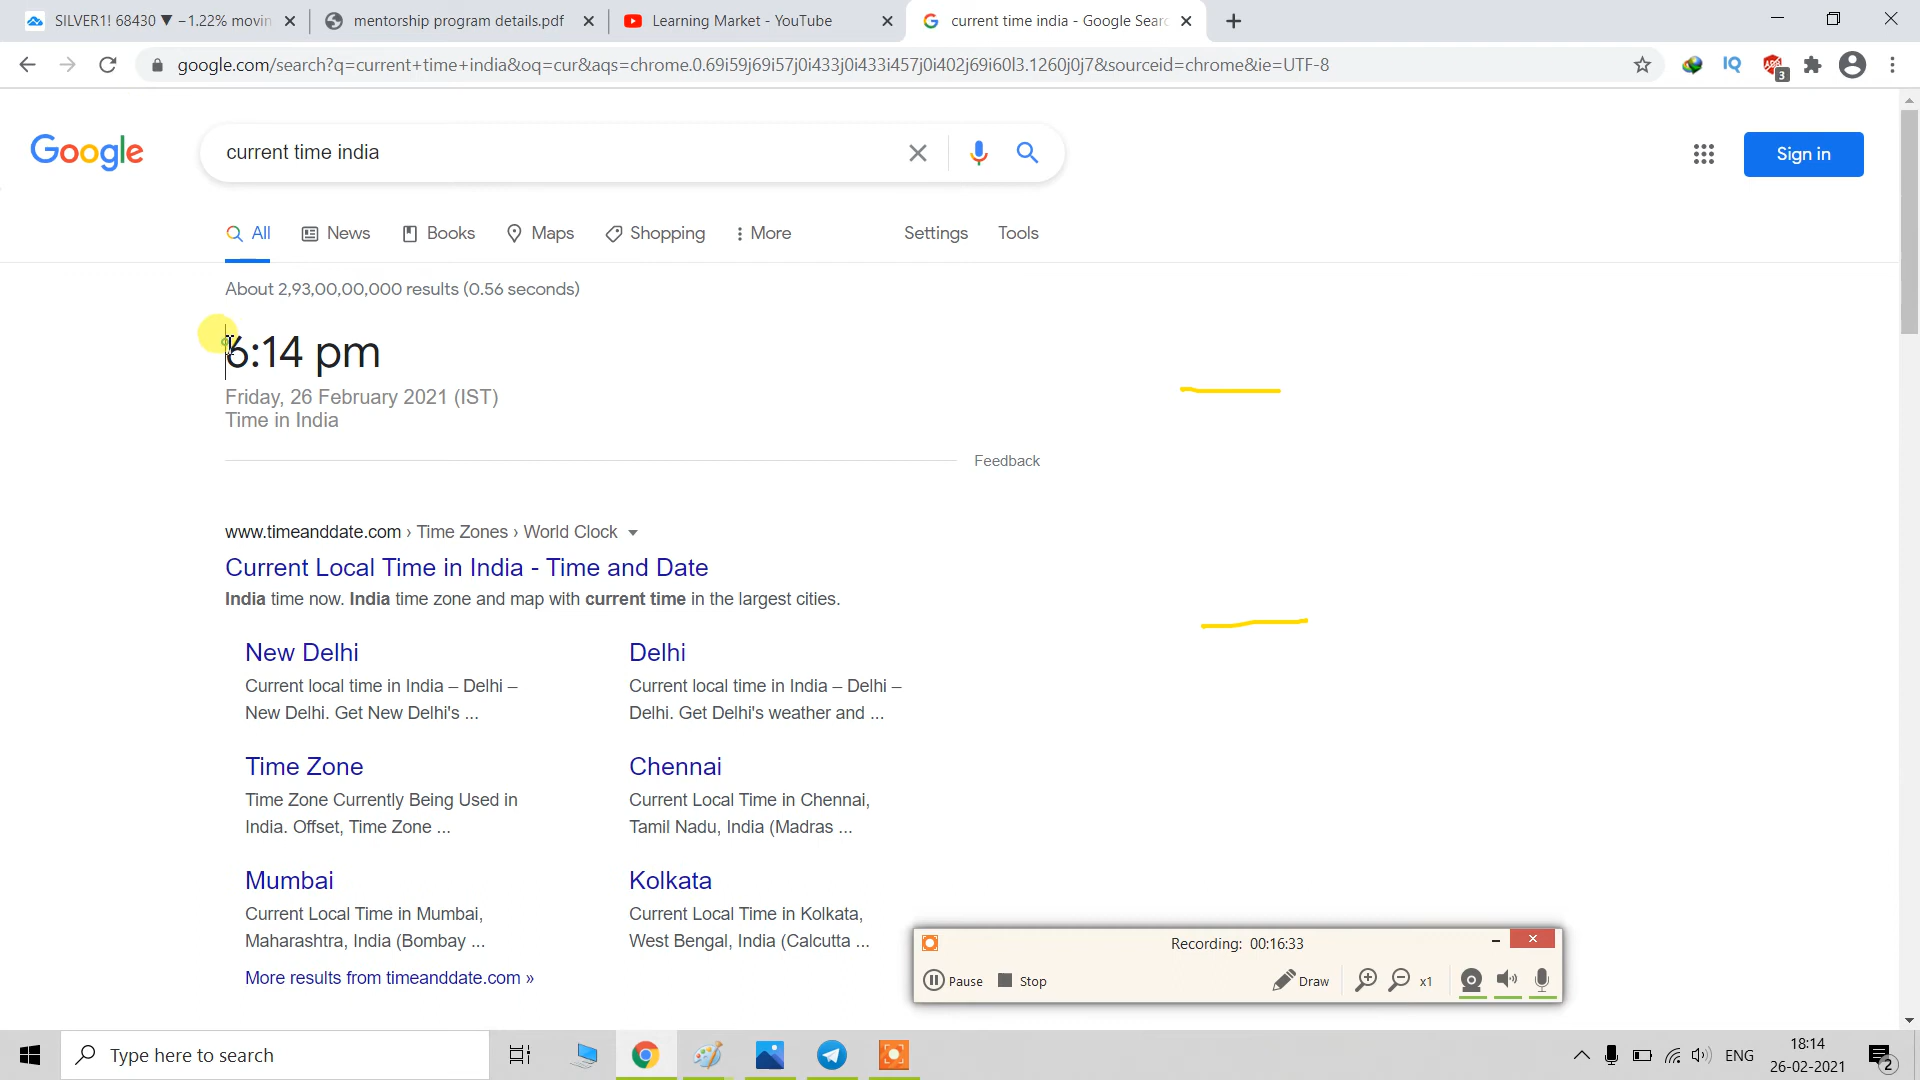 SILVER1! 68430 ▼ −1.22% movin
mentorship program details.pdf
Learning Market - YouTube
current time india - Google Searc
google.com/search?q=current+time+india&oq=cur&aqs=chrome.0.69i59j69i57j0i433j0i433i457j0i402j69i60l3.1260j0j7&sourceid=chrome&ie=UTF-8
IQ
3
Google
current time india
Sign in
All
News
Books
Maps
Shopping
More
Settings
Tools
About 2,93,00,00,000 results (0.56 seconds)
6:14 pm
Friday, 26 February 2021 (IST)
Time in India
Feedback
www.timeanddate.com › Time Zones › World Clock
Current Local Time in India - Time and Date
India time now. India time zone and map with current time in the largest cities.
New Delhi
Current local time in India – Delhi –
New Delhi. Get New Delhi's ...
Delhi
Current local time in India – Delhi –
Delhi. Get Delhi's weather and ...
Time Zone
Time Zone Currently Being Used in
India. Offset, Time Zone ...
Chennai
Current Local Time in Chennai,
Tamil Nadu, India (Madras ...
Mumbai
Current Local Time in Mumbai,
Maharashtra, India (Bombay ...
Kolkata
Current Local Time in Kolkata,
West Bengal, India (Calcutta ...
More results from timeanddate.com »
Recording: 00:16:33
Pause
Stop
Draw
x1
Type here to search
ENG
18:14
26-02-2021
2